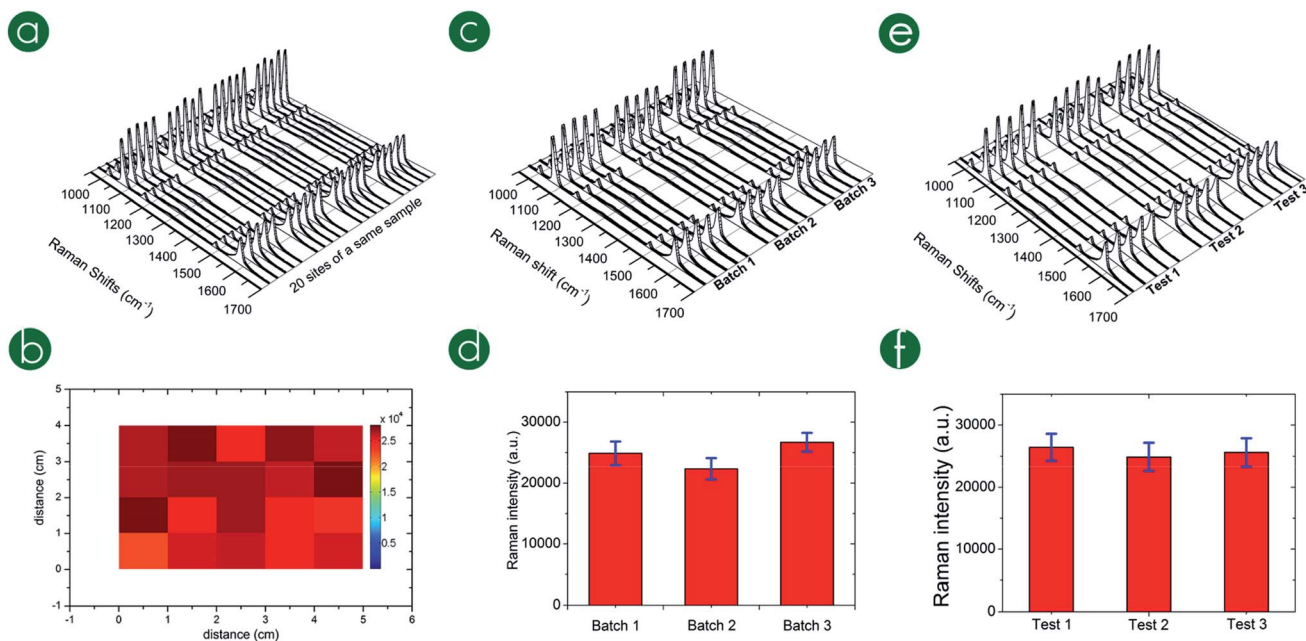 a
1000
1100
1200
1300
1400
1500
1600
1700
Raman Shifts (cm⁻¹)
20 sites of a same sample
c
1000
1100
1200
1300
1400
1500
1600
1700
Raman shift (cm⁻¹)
Batch 1
Batch 2
Batch 3
e
1000
1100
1200
1300
1400
1500
1600
1700
Raman Shifts (cm⁻¹)
Test 1
Test 2
Test 3
b
5
4
3
2
1
0
-1
distance (cm)
-1 0 1 2 3 4 5 6
distance (cm)
x 10⁴
2.5
2
1.5
1
0.5
d
30000
20000
10000
0
Raman intensity (a.u.)
Batch 1 Batch 2 Batch 3
f
30000
20000
10000
0
Raman intensity (a.u.)
Test 1 Test 2 Test 3